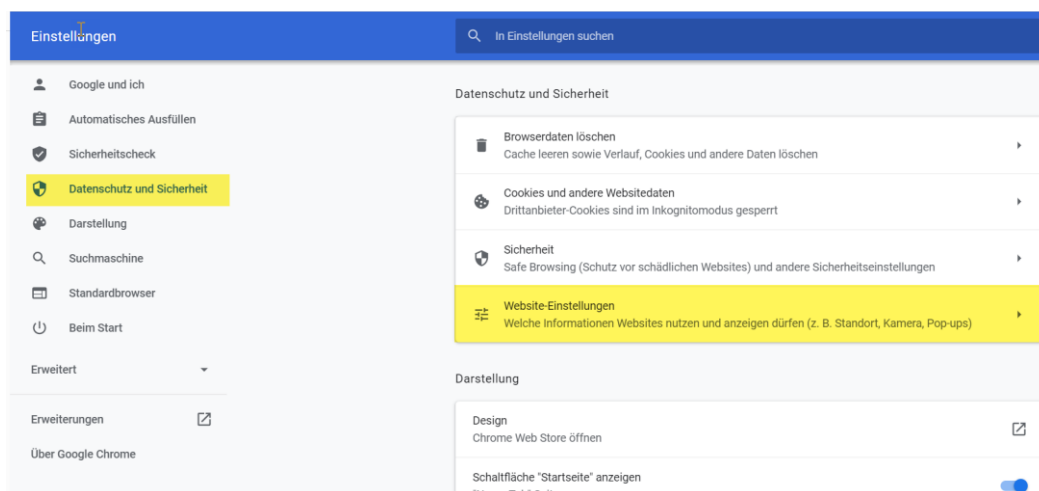 Einstellungen
In Einstellungen suchen
Google und ich
Automatisches Ausfüllen
Sicherheitscheck
Datenschutz und Sicherheit
Darstellung
Suchmaschine
Standardbrowser
Beim Start
Erweitert
Erweiterungen
Über Google Chrome
Datenschutz und Sicherheit
Browserdaten löschen
Cache leeren sowie Verlauf, Cookies und andere Daten löschen
Cookies und andere Websitedaten
Drittanbieter-Cookies sind im Inkognitomodus gesperrt
Sicherheit
Safe Browsing (Schutz vor schädlichen Websites) und andere Sicherheitseinstellungen
Website-Einstellungen
Welche Informationen Websites nutzen und anzeigen dürfen (z. B. Standort, Kamera, Pop-ups)
Darstellung
Design
Chrome Web Store öffnen
Schaltfläche "Startseite" anzeigen